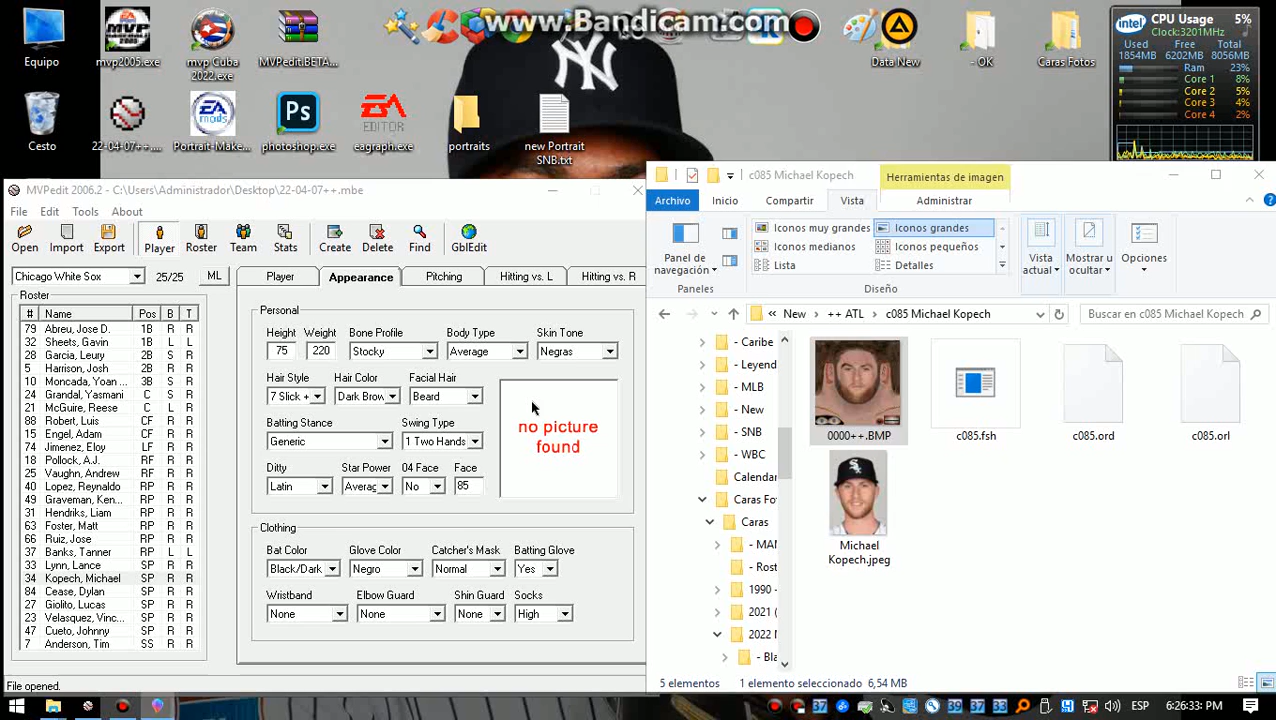 www.Bandicam.com
Equipo
mvp2005.exe
mvp Cuba
2022.exe
MVPedit.BETA...
Data New
- OK
Caras Fotos
Cesto
22-04-07++....
Portrait-Make...
photoshop.exe
eagraph.exe
portraits
new Portrait
SNB.txt
intel
CPU Usage 5%
Clock:3201MHz
Used Free Total
1854MB 6202MB 8056MB
Ram 23%
Core 1 8%
Core 2 5%
Core 3 4%
Core 4 2%
MVPedit 2006.2 - C:\Users\Administrador\Desktop\22-04-07++.mbe
File Edit Tools About
Open Import Export Player Roster Team Stats Create Delete Find GblEdit
Chicago White Sox 25/25 ML
Player Appearance Pitching Hitting vs. L Hitting vs. R
Roster
# Name Pos B T
79 Abreu, Jose D. 1B R R
32 Sheets, Gavin 1B L L
28 Garcia, Leury 2B S R
5 Harrison, Josh 2B R R
10 Moncada, Yoan ... 3B S R
24 Grandal, Yasmani C S R
21 McGuire, Reese C L R
88 Robert, Luis CF R R
15 Engel, Adam CF R R
74 Jimenez, Eloy LF R R
18 Pollock, A.J. RF R R
25 Vaughn, Andrew RF R R
40 Lopez, Reynaldo RP R R
49 Graveman, Ken... RP R R
31 Hendriks, Liam RP R R
63 Foster, Matt RP R R
66 Ruiz, Jose RP R R
37 Banks, Tanner RP L L
33 Lynn, Lance SP R R
34 Kopech, Michael SP R R
84 Cease, Dylan SP R R
27 Giolito, Lucas SP R R
23 Velasquez, Vinc... SP R R
47 Cueto, Johnny SP R R
7 Anderson, Tim SS R R
Personal
Height Weight Bone Profile Body Type Skin Tone
75 220 Stocky Average Negras
Hair Style Hair Color Facial Hair
7 Slick + Dark Brow Beard
Batting Stance Swing Type
Generic 1 Two Hands
no picture
found
Ditty Star Power 04 Face Face
Latin Averag No 85
Clothing
Bat Color Glove Color Catcher's Mask Batting Glove
Black/Dark Negro Normal Yes
Wristband Elbow Guard Shin Guard Socks
None None None High
File opened.
c085 Michael Kopech
Herramientas de imagen
Archivo Inicio Compartir Vista Administrar
Panel de
navegación
Iconos muy grandes Iconos grandes
Iconos medianos Iconos pequeños
Lista Detalles
Vista
actual
Mostrar u
ocultar
Opciones
Paneles Diseño
« New › ++ ATL › c085 Michael Kopech
Buscar en c085 Michael Kopech
- Caribe
- Leyend
- MLB
- New
- SNB
- WBC
Calendar
Caras Fo
Caras
- MAN
- Rost
1990 -
2021 (
2022 M
- Bla
0000++.BMP
c085.fsh
c085.ord
c085.orl
Michael
Kopech.jpeg
5 elementos 1 elemento seleccionado 6,54 MB
37 39 37 33
ESP 6:26:33: PM